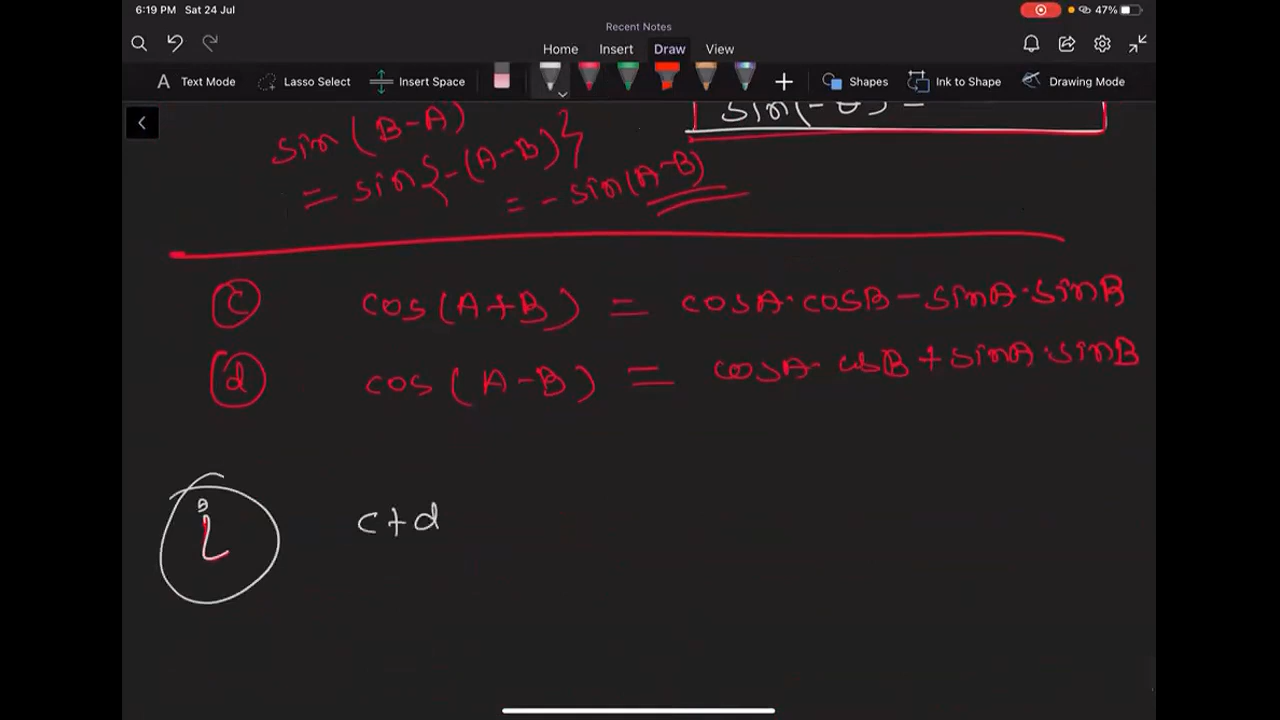 6:19 PM Sat 24 Jul
47%
Recent Notes
Home Insert Draw View
Text Mode Lasso Select Insert Space Shapes Ink to Shape Drawing Mode
sin(-θ) =
sin(B-A)
= sin{-(A-B)}
= -sin(A-B)
c cos(A+B) = cosA·cosB-sinA·sinB
d cos(A-B) = cosA·cosB+sinA·sinB
i c+d